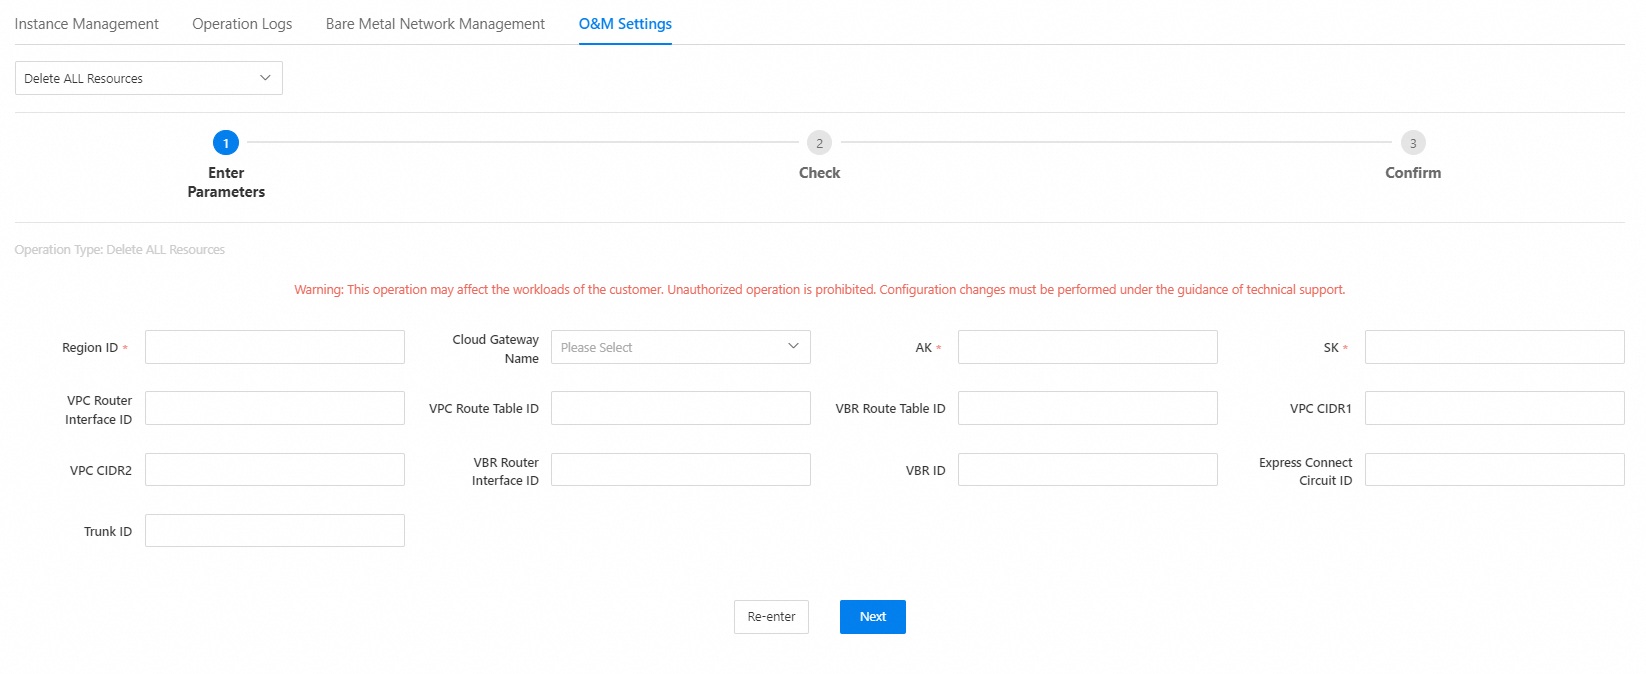 Instance Management Operation Logs Bare Metal Network Management O&M Settings
Delete ALL Resources
1 2 3
Enter Parameters
Check
Confirm
Operation Type: Delete ALL Resources
Warning: This operation may affect the workloads of the customer. Unauthorized operation is prohibited. Configuration changes must be performed under the guidance of technical support.
Region ID *
Cloud Gateway
Name
Please Select
AK *
SK *
VPC Router
Interface ID
VPC Route Table ID
VBR Route Table ID
VPC CIDR1
VPC CIDR2
VBR Router
Interface ID
VBR ID
Express Connect
Circuit ID
Trunk ID
Re-enter
Next